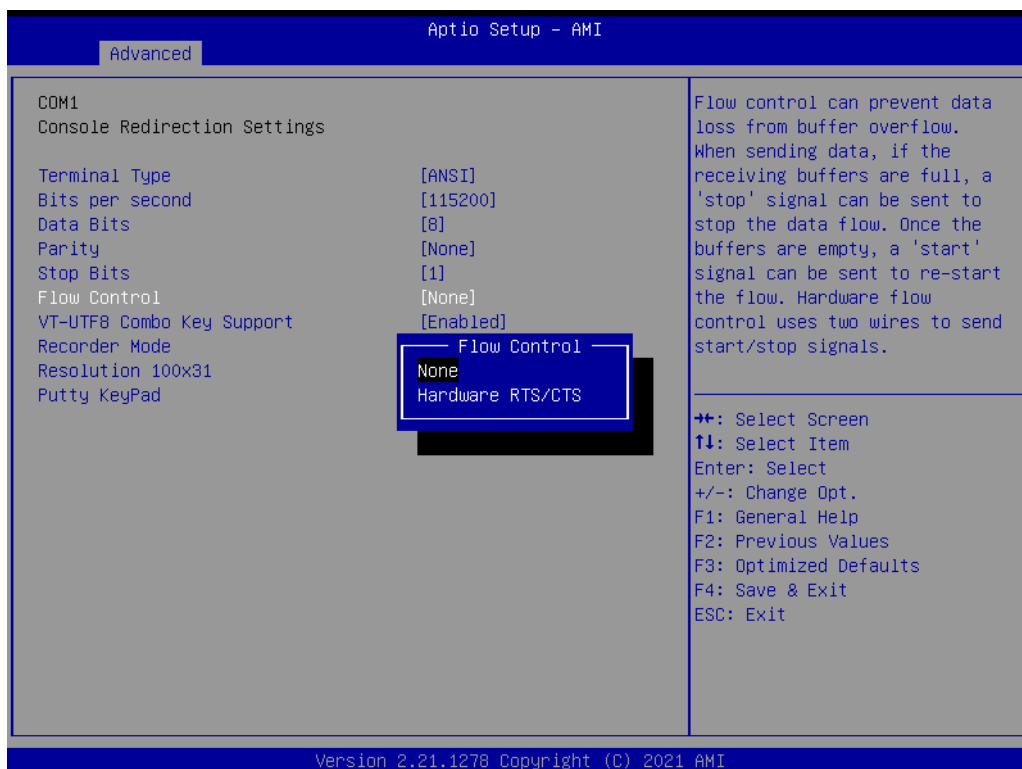 Aptio Setup – AMI
Advanced
COM1
Console Redirection Settings
Terminal Type [ANSI]
Bits per second [115200]
Data Bits [8]
Parity [None]
Stop Bits [1]
Flow Control [None]
VT-UTF8 Combo Key Support [Enabled]
Recorder Mode
Resolution 100x31
Putty KeyPad
Flow Control
None
Hardware RTS/CTS
Flow control can prevent data
loss from buffer overflow.
When sending data, if the
receiving buffers are full, a
'stop' signal can be sent to
stop the data flow. Once the
buffers are empty, a 'start'
signal can be sent to re-start
the flow. Hardware flow
control uses two wires to send
start/stop signals.
→←: Select Screen
↑↓: Select Item
Enter: Select
+/-: Change Opt.
F1: General Help
F2: Previous Values
F3: Optimized Defaults
F4: Save & Exit
ESC: Exit
Version 2.21.1278 Copyright (C) 2021 AMI